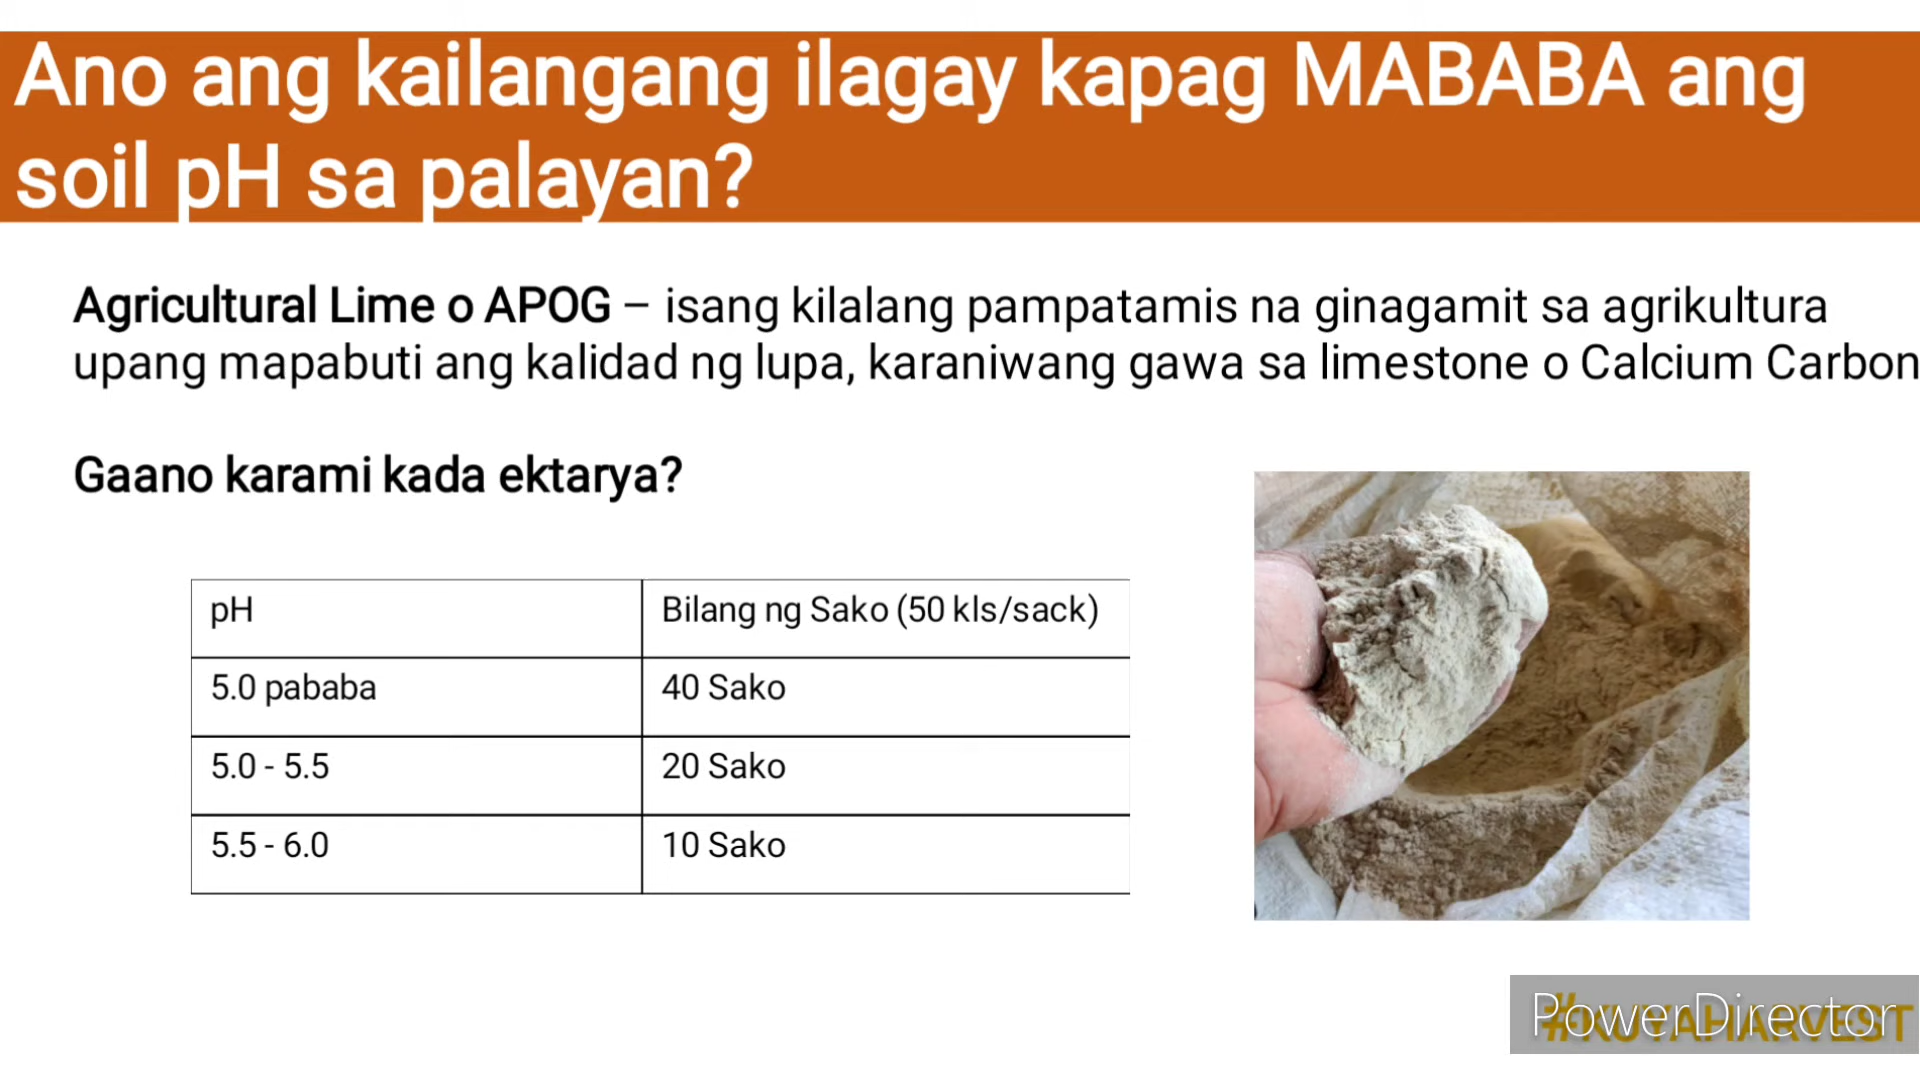 Ano ang kailangang ilagay kapag MABABA ang
soil pH sa palayan?
Agricultural Lime o APOG – isang kilalang pampatamis na ginagamit sa agrikultura
upang mapabuti ang kalidad ng lupa, karaniwang gawa sa limestone o Calcium Carbon
Gaano karami kada ektarya?
pH Bilang ng Sako (50 kls/sack)
5.0 pababa 40 Sako
5.0 - 5.5 20 Sako
5.5 - 6.0 10 Sako
PowerDirector
#KUYAHARVEST